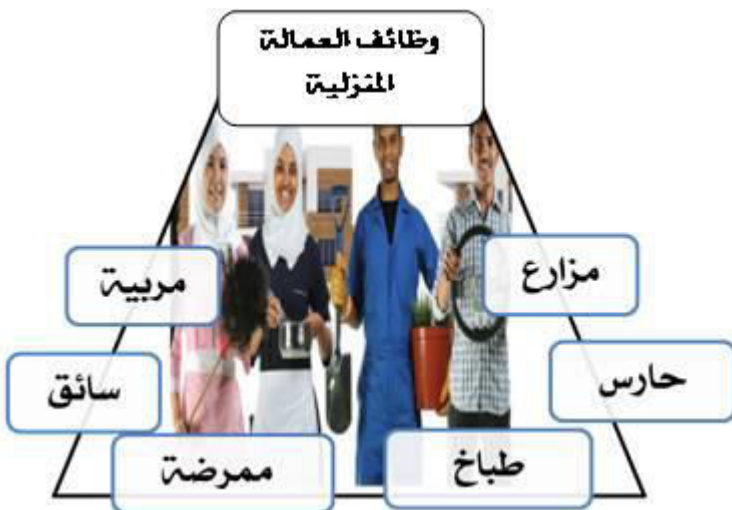 وظائف العمالة
المنزلية
مزارع
مربية
حارس
سائق
طباخ
ممرضة